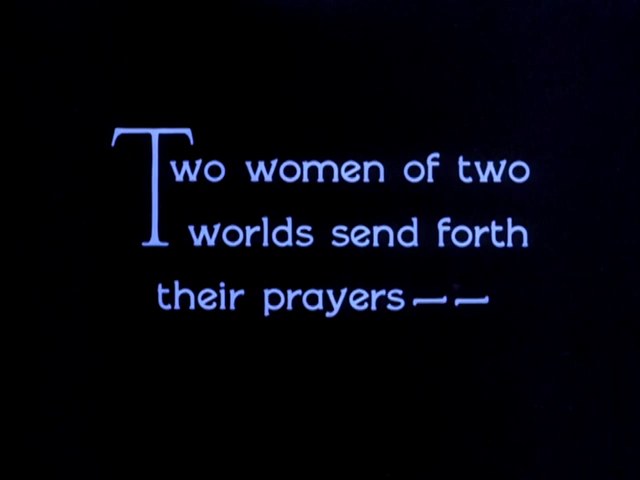 Two women of two
worlds send forth
their prayers — —